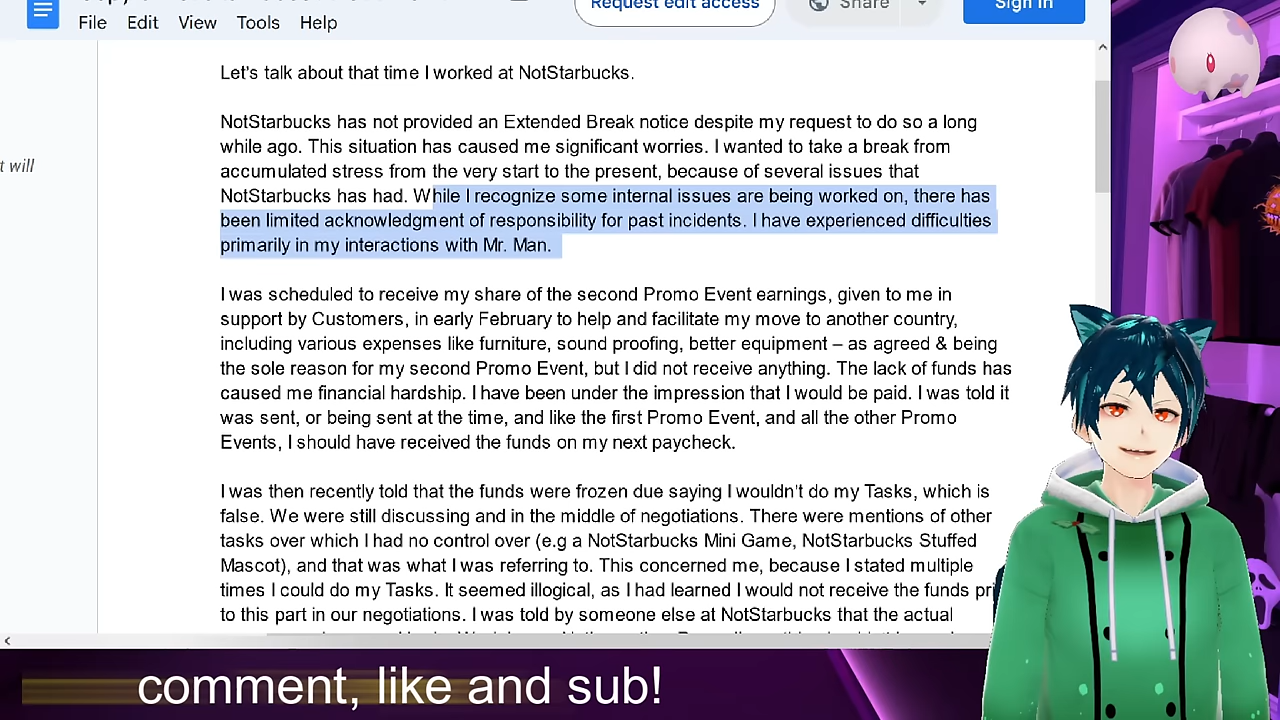 Request edit access
Share
Sign in
File Edit View Tools Help
t will
Let's talk about that time I worked at NotStarbucks.
NotStarbucks has not provided an Extended Break notice despite my request to do so a long
while ago. This situation has caused me significant worries. I wanted to take a break from
accumulated stress from the very start to the present, because of several issues that
NotStarbucks has had. While I recognize some internal issues are being worked on, there has
been limited acknowledgment of responsibility for past incidents. I have experienced difficulties
primarily in my interactions with Mr. Man.
I was scheduled to receive my share of the second Promo Event earnings, given to me in
support by Customers, in early February to help and facilitate my move to another country,
including various expenses like furniture, sound proofing, better equipment – as agreed & being
the sole reason for my second Promo Event, but I did not receive anything. The lack of funds has
caused me financial hardship. I have been under the impression that I would be paid. I was told it
was sent, or being sent at the time, and like the first Promo Event, and all the other Promo
Events, I should have received the funds on my next paycheck.
I was then recently told that the funds were frozen due saying I wouldn't do my Tasks, which is
false. We were still discussing and in the middle of negotiations. There were mentions of other
tasks over which I had no control over (e.g a NotStarbucks Mini Game, NotStarbucks Stuffed
Mascot), and that was what I was referring to. This concerned me, because I stated multiple
times I could do my Tasks. It seemed illogical, as I had learned I would not receive the funds pri
to this part in our negotiations. I was told by someone else at NotStarbucks that the actual
comment, like and sub!